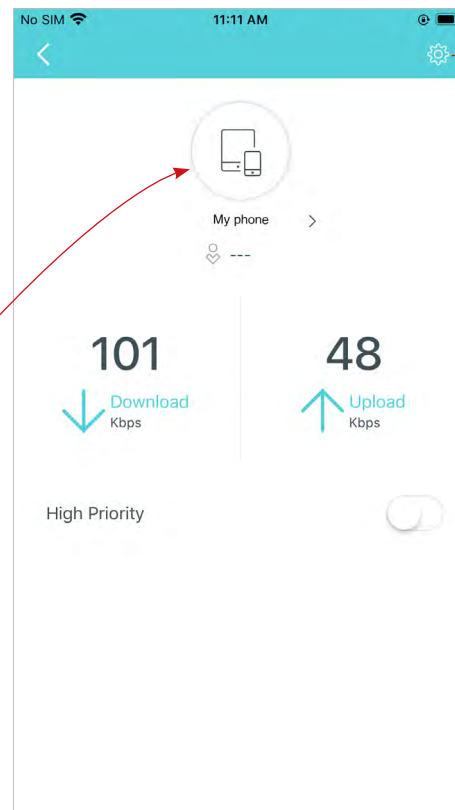 No SIM 11:11 AM
My phone
---
101 48
Download Upload
Kbps Kbps
High Priority